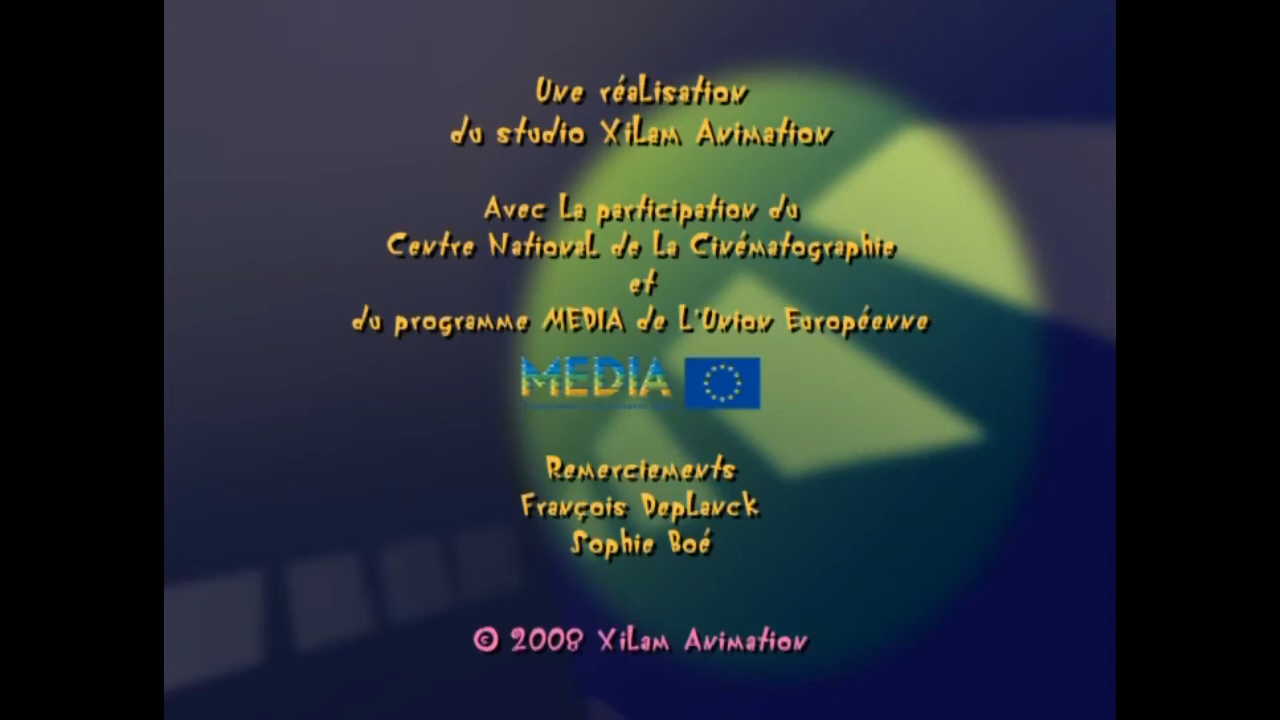 Une réalisation
du studio Xilam Animation
Avec la participation du
Centre National de la Cinématographie
et
du programme MEDIA de l'Union Européenne
MEDIA
Remerciements
François Deplanck
Sophie Boé
© 2008 Xilam Animation